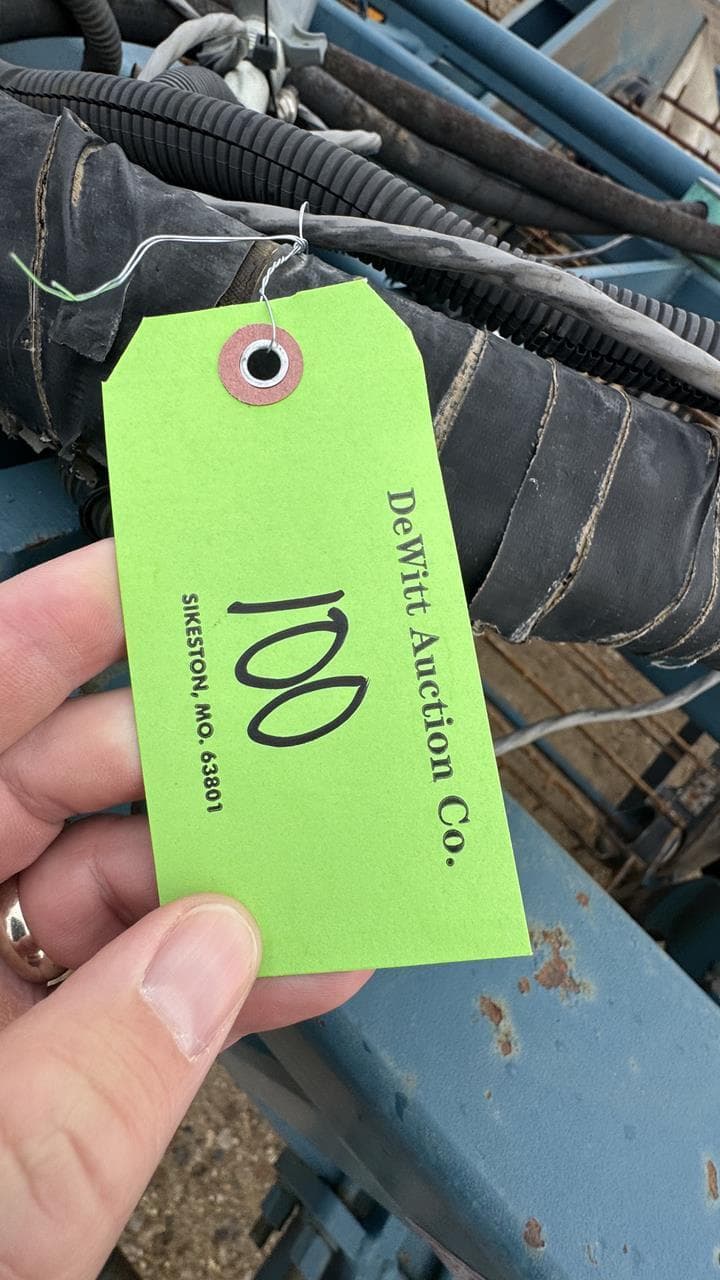 DeWitt Auction Co.
100
SIKESTON, MO. 63801